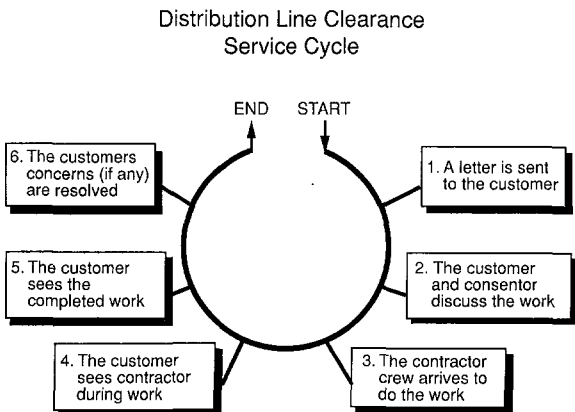 Distribution Line Clearance
Service Cycle
END
START
1. A letter is sent
to the customer
2. The customer
and consentor
discuss the work
3. The contractor
crew arrives to
do the work
4. The customer
sees contractor
during work
5. The customer
sees the
completed work
6. The customers
concerns (if any)
are resolved